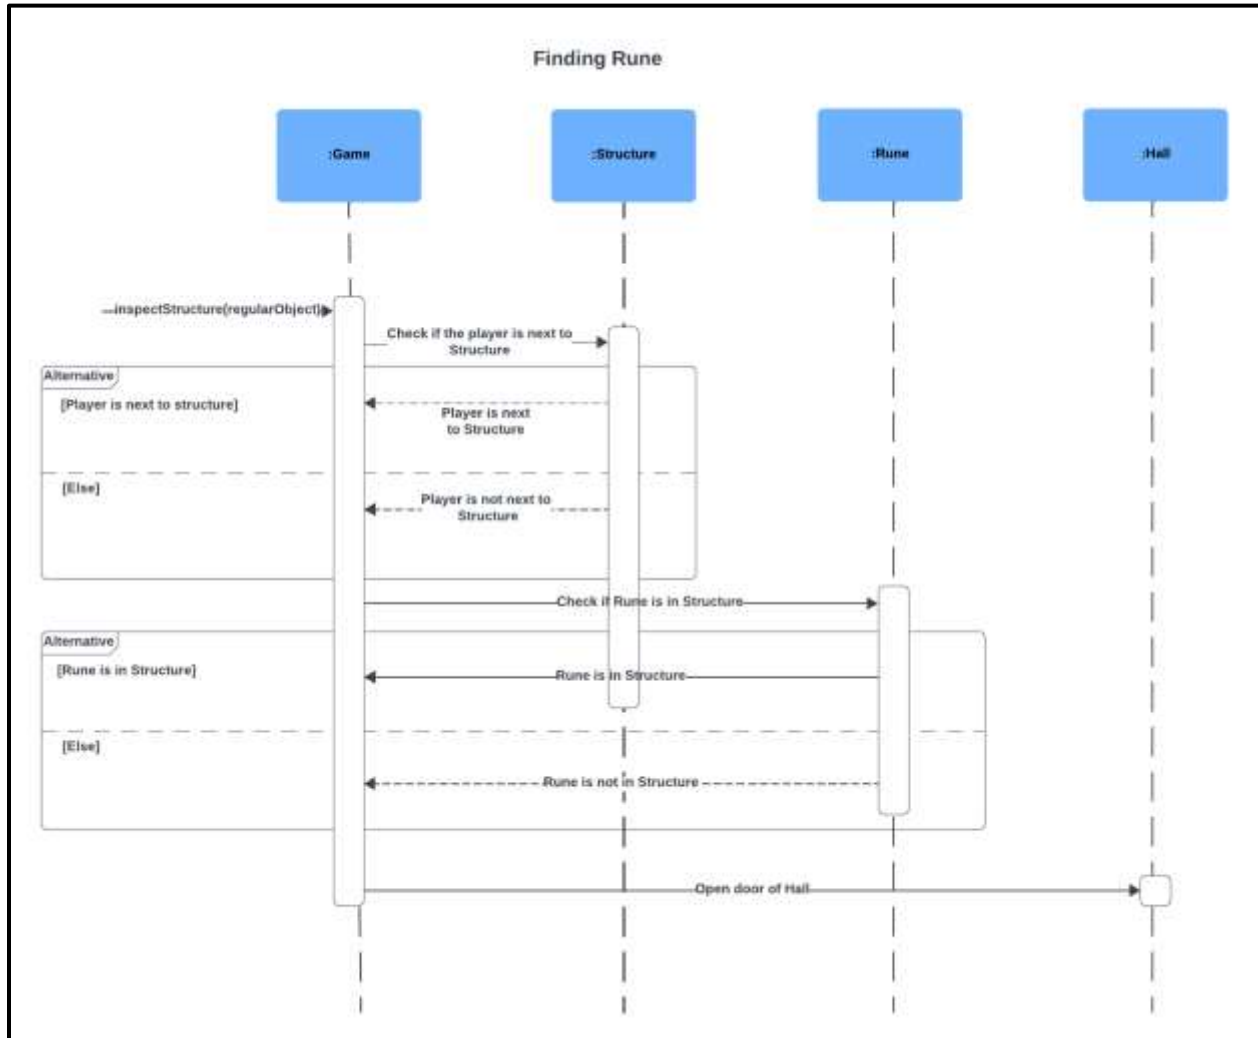 Finding Rune
:Game
:Structure
:Rune
:Hall
inspectStructure(regularObject)
Check if the player is next to
Structure
Alternative
[Player is next to structure]
Player is next
to Structure
[Else]
Player is not next to
Structure
Check if Rune is in Structure
Alternative
[Rune is in Structure]
Rune is in Structure
[Else]
Rune is not in Structure
Open door of Hall